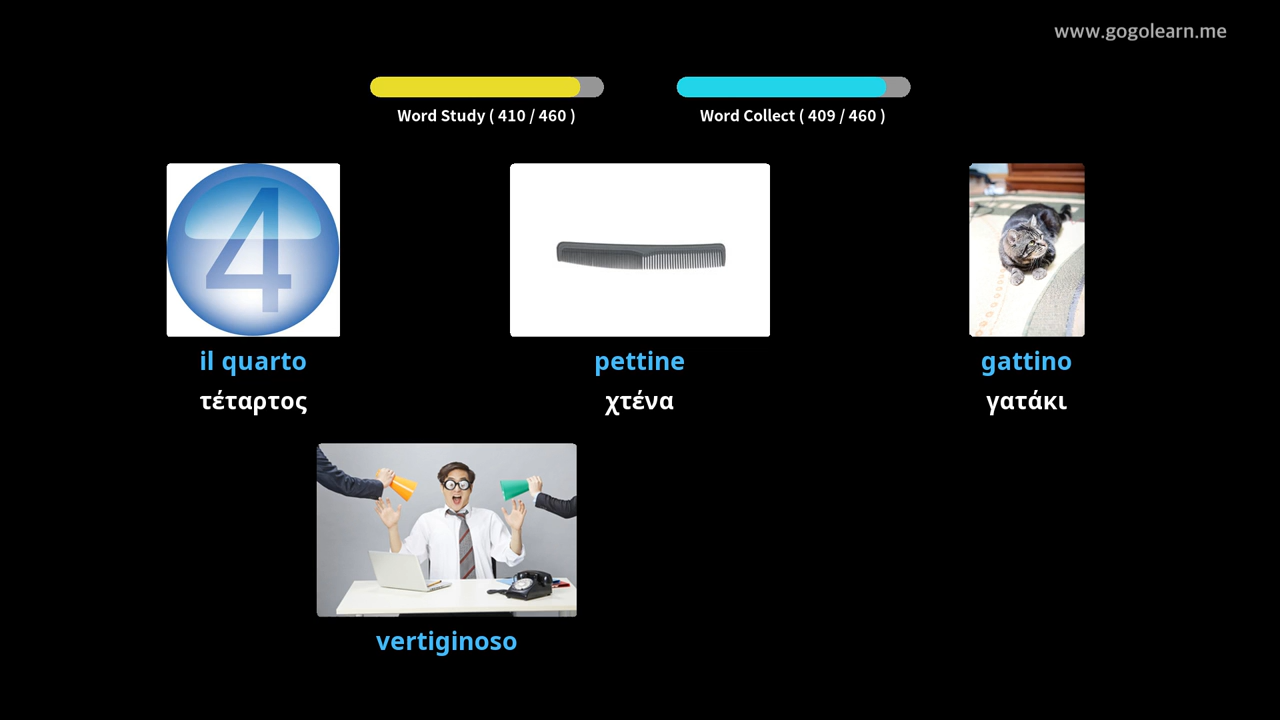 www.gogolearn.me
Word Study ( 410 / 460 )
Word Collect ( 409 / 460 )
4
il quarto
pettine
gattino
τέταρτος
χτένα
γατάκι
vertiginoso